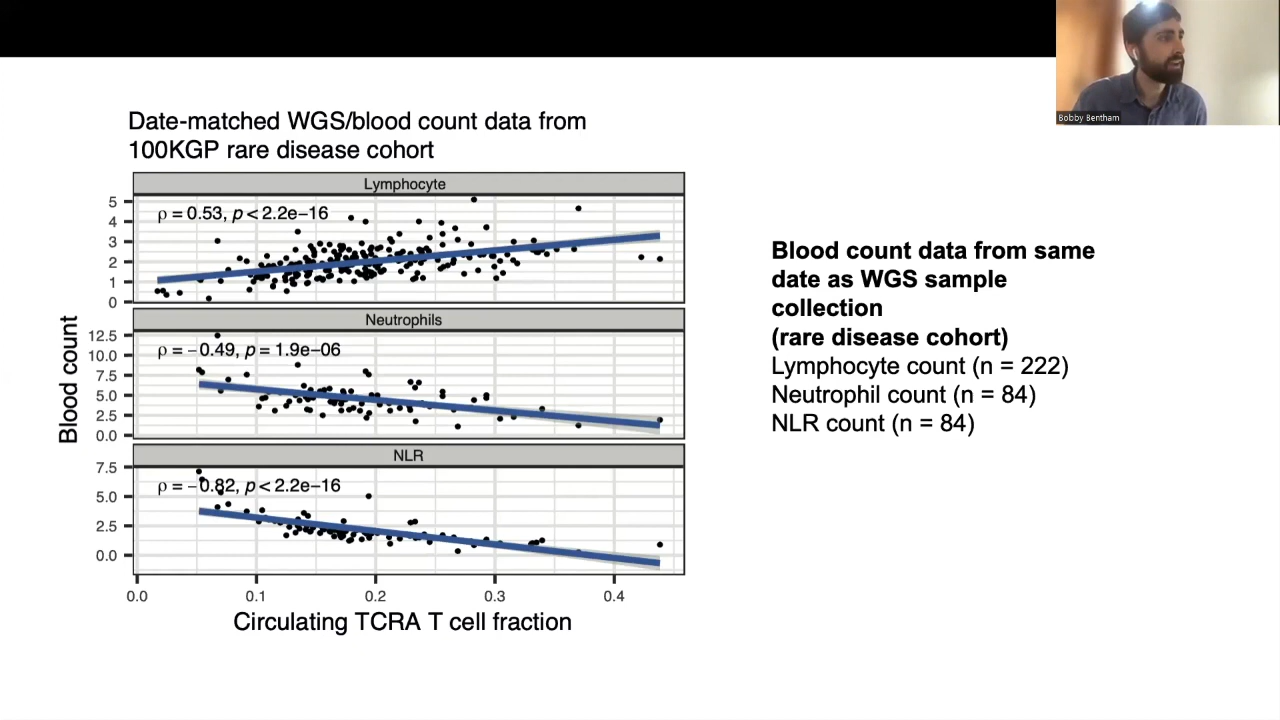 Bobby Bentham
Date-matched WGS/blood count data from
100KGP rare disease cohort
Lymphocyte
ρ = 0.53, p < 2.2e−16
5
4
3
2
1
0
Neutrophils
ρ = −0.49, p = 1.9e−06
12.5
10.0
7.5
5.0
2.5
0.0
NLR
ρ = −0.82, p < 2.2e−16
7.5
5.0
2.5
0.0
Blood count
0.0 0.1 0.2 0.3 0.4
Circulating TCRA T cell fraction
Blood count data from same
date as WGS sample
collection
(rare disease cohort)
Lymphocyte count (n = 222)
Neutrophil count (n = 84)
NLR count (n = 84)